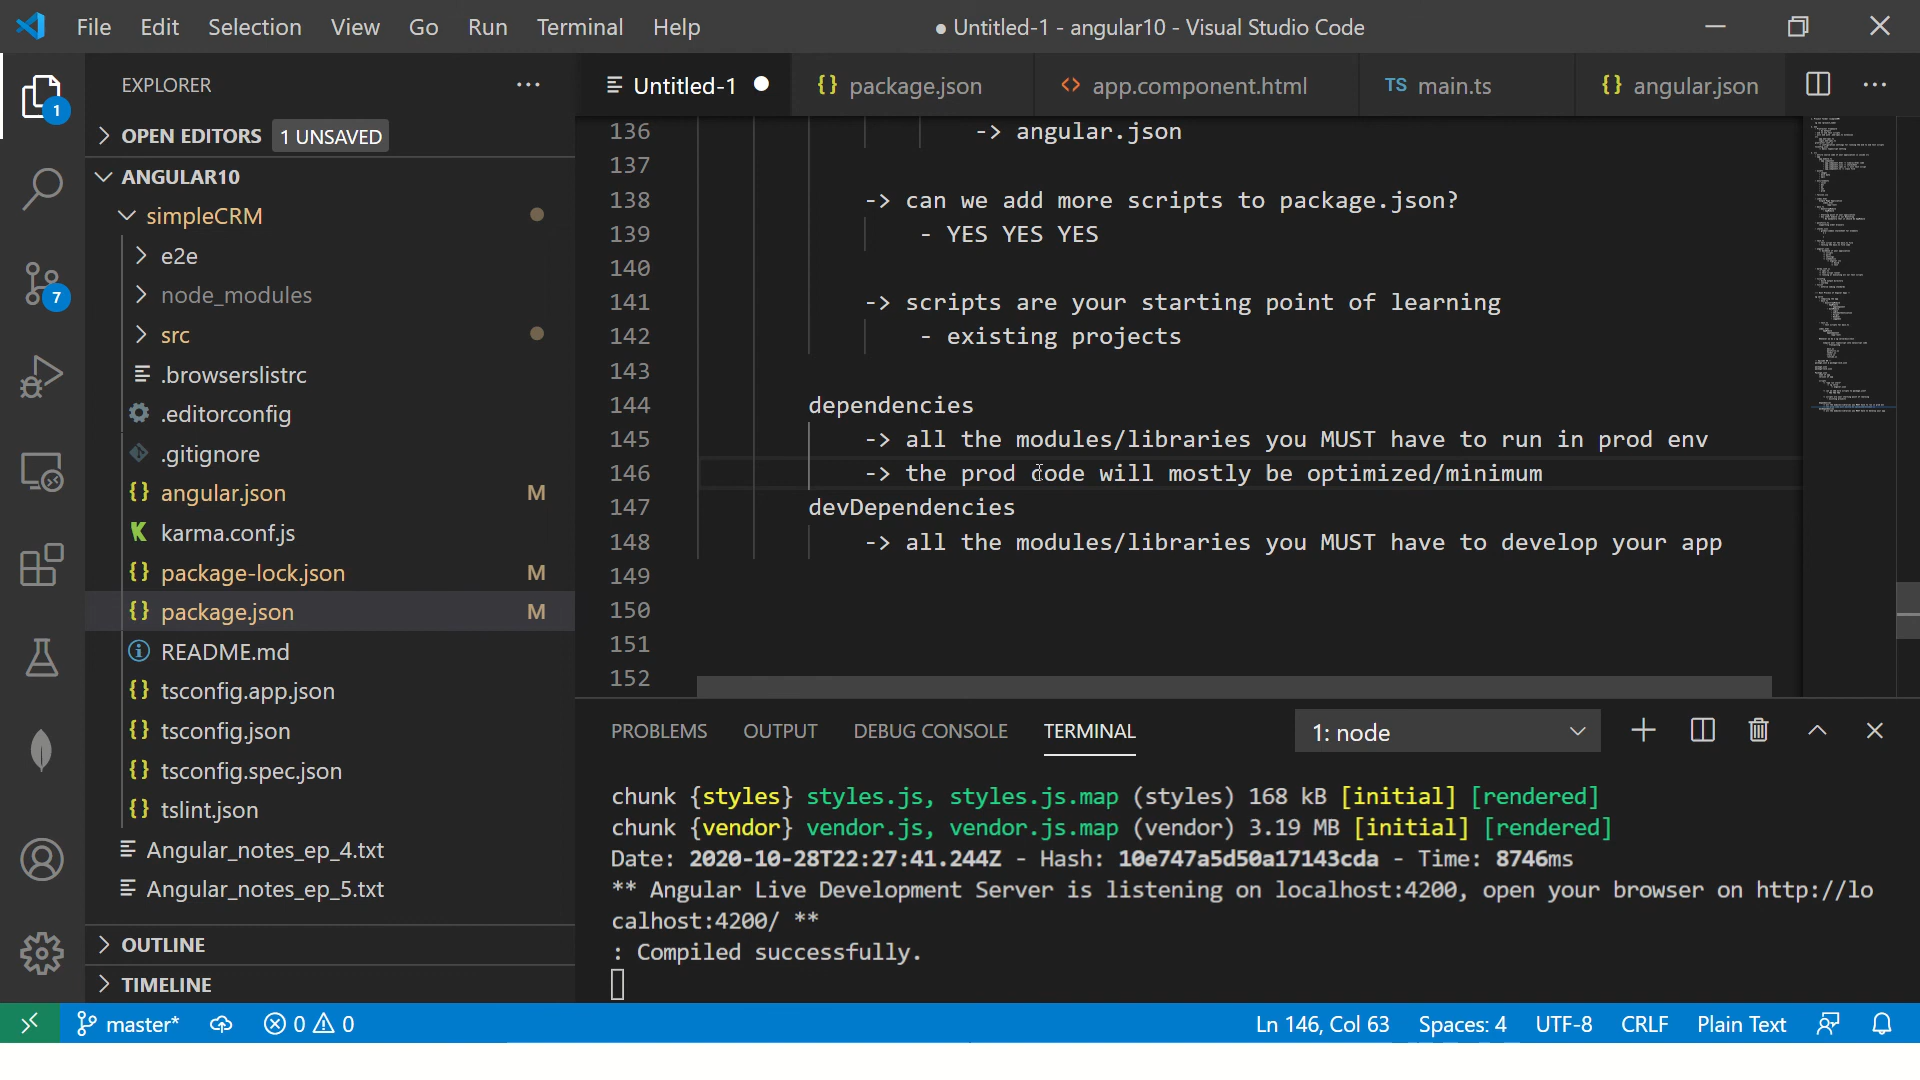 File Edit Selection View Go Run Terminal Help
● Untitled-1 - angular10 - Visual Studio Code
EXPLORER
OPEN EDITORS 1 UNSAVED
ANGULAR10
simpleCRM
e2e
node_modules
src
.browserslistrc
.editorconfig
.gitignore
angular.json M
karma.conf.js
package-lock.json M
package.json M
README.md
tsconfig.app.json
tsconfig.json
tsconfig.spec.json
tslint.json
Angular_notes_ep_4.txt
Angular_notes_ep_5.txt
OUTLINE
TIMELINE
1
7
Untitled-1 ● {} package.json <> app.component.html TS main.ts {} angular.json
136 -> angular.json
137
138 -> can we add more scripts to package.json?
139 - YES YES YES
140
141 -> scripts are your starting point of learning
142 - existing projects
143
144 dependencies
145 -> all the modules/libraries you MUST have to run in prod env
146 -> the prod code will mostly be optimized/minimum
147 devDependencies
148 -> all the modules/libraries you MUST have to develop your app
149
150
151
152
PROBLEMS OUTPUT DEBUG CONSOLE TERMINAL 1: node
chunk {styles} styles.js, styles.js.map (styles) 168 kB [initial] [rendered]
chunk {vendor} vendor.js, vendor.js.map (vendor) 3.19 MB [initial] [rendered]
Date: 2020-10-28T22:27:41.244Z - Hash: 10e747a5d50a17143cda - Time: 8746ms
** Angular Live Development Server is listening on localhost:4200, open your browser on http://lo
calhost:4200/ **
: Compiled successfully.
master* 0 0 Ln 146, Col 63 Spaces: 4 UTF-8 CRLF Plain Text